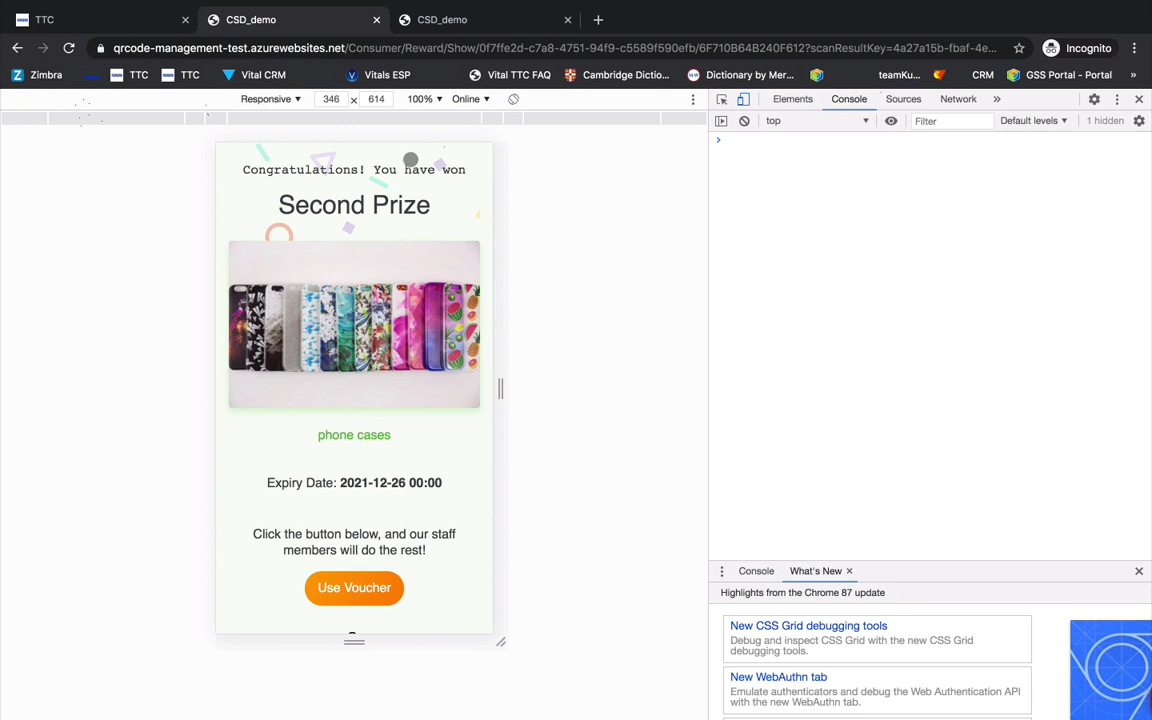 TTC
CSD_demo
CSD_demo
qrcode-management-test.azurewebsites.net/Consumer/Reward/Show/0f7ffe2d-c7a8-4751-94f9-c5589f590efb/6F710B64B240F612?scanResultKey=4a27a15b-fbaf-4e...
Incognito
Zimbra
TTC
TTC
Vital CRM
Vitals ESP
Vital TTC FAQ
Cambridge Dictio...
Dictionary by Mer...
teamKu...
CRM
GSS Portal - Portal
»
Responsive
346 × 614
100%
Online
Elements
Console
Sources
Network
»
top
Filter
Default levels
1 hidden
Congratulations! You have won
Second Prize
phone cases
Expiry Date: 2021-12-26 00:00
Click the button below, and our staff
members will do the rest!
Use Voucher
Console
What's New
Highlights from the Chrome 87 update
New CSS Grid debugging tools
Debug and inspect CSS Grid with the new CSS Grid
debugging tools.
New WebAuthn tab
Emulate authenticators and debug the Web Authentication API
with the new WebAuthn tab.